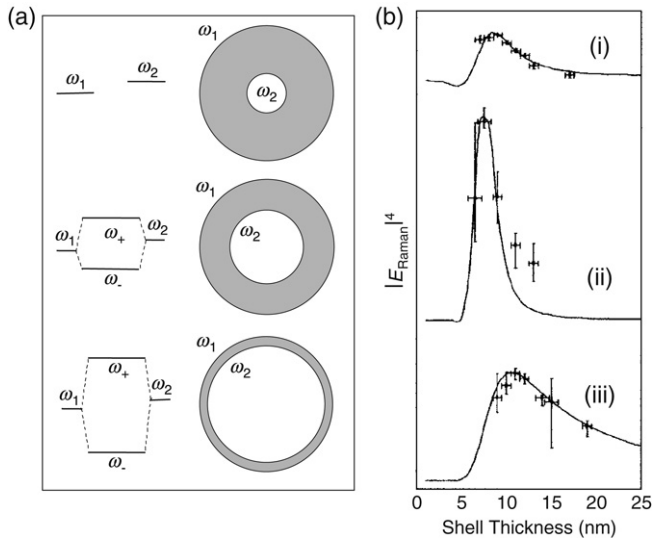 (a)
ω₁
ω₂
ω₁
ω₂
ω₁
ω₂
ω₊
ω₋
ω₁
ω₂
ω₁
ω₂
ω₊
ω₋
ω₁
ω₂
(b)
(i)
(ii)
(iii)
|E_Raman|⁴
0 5 10 15 20 25
Shell Thickness (nm)